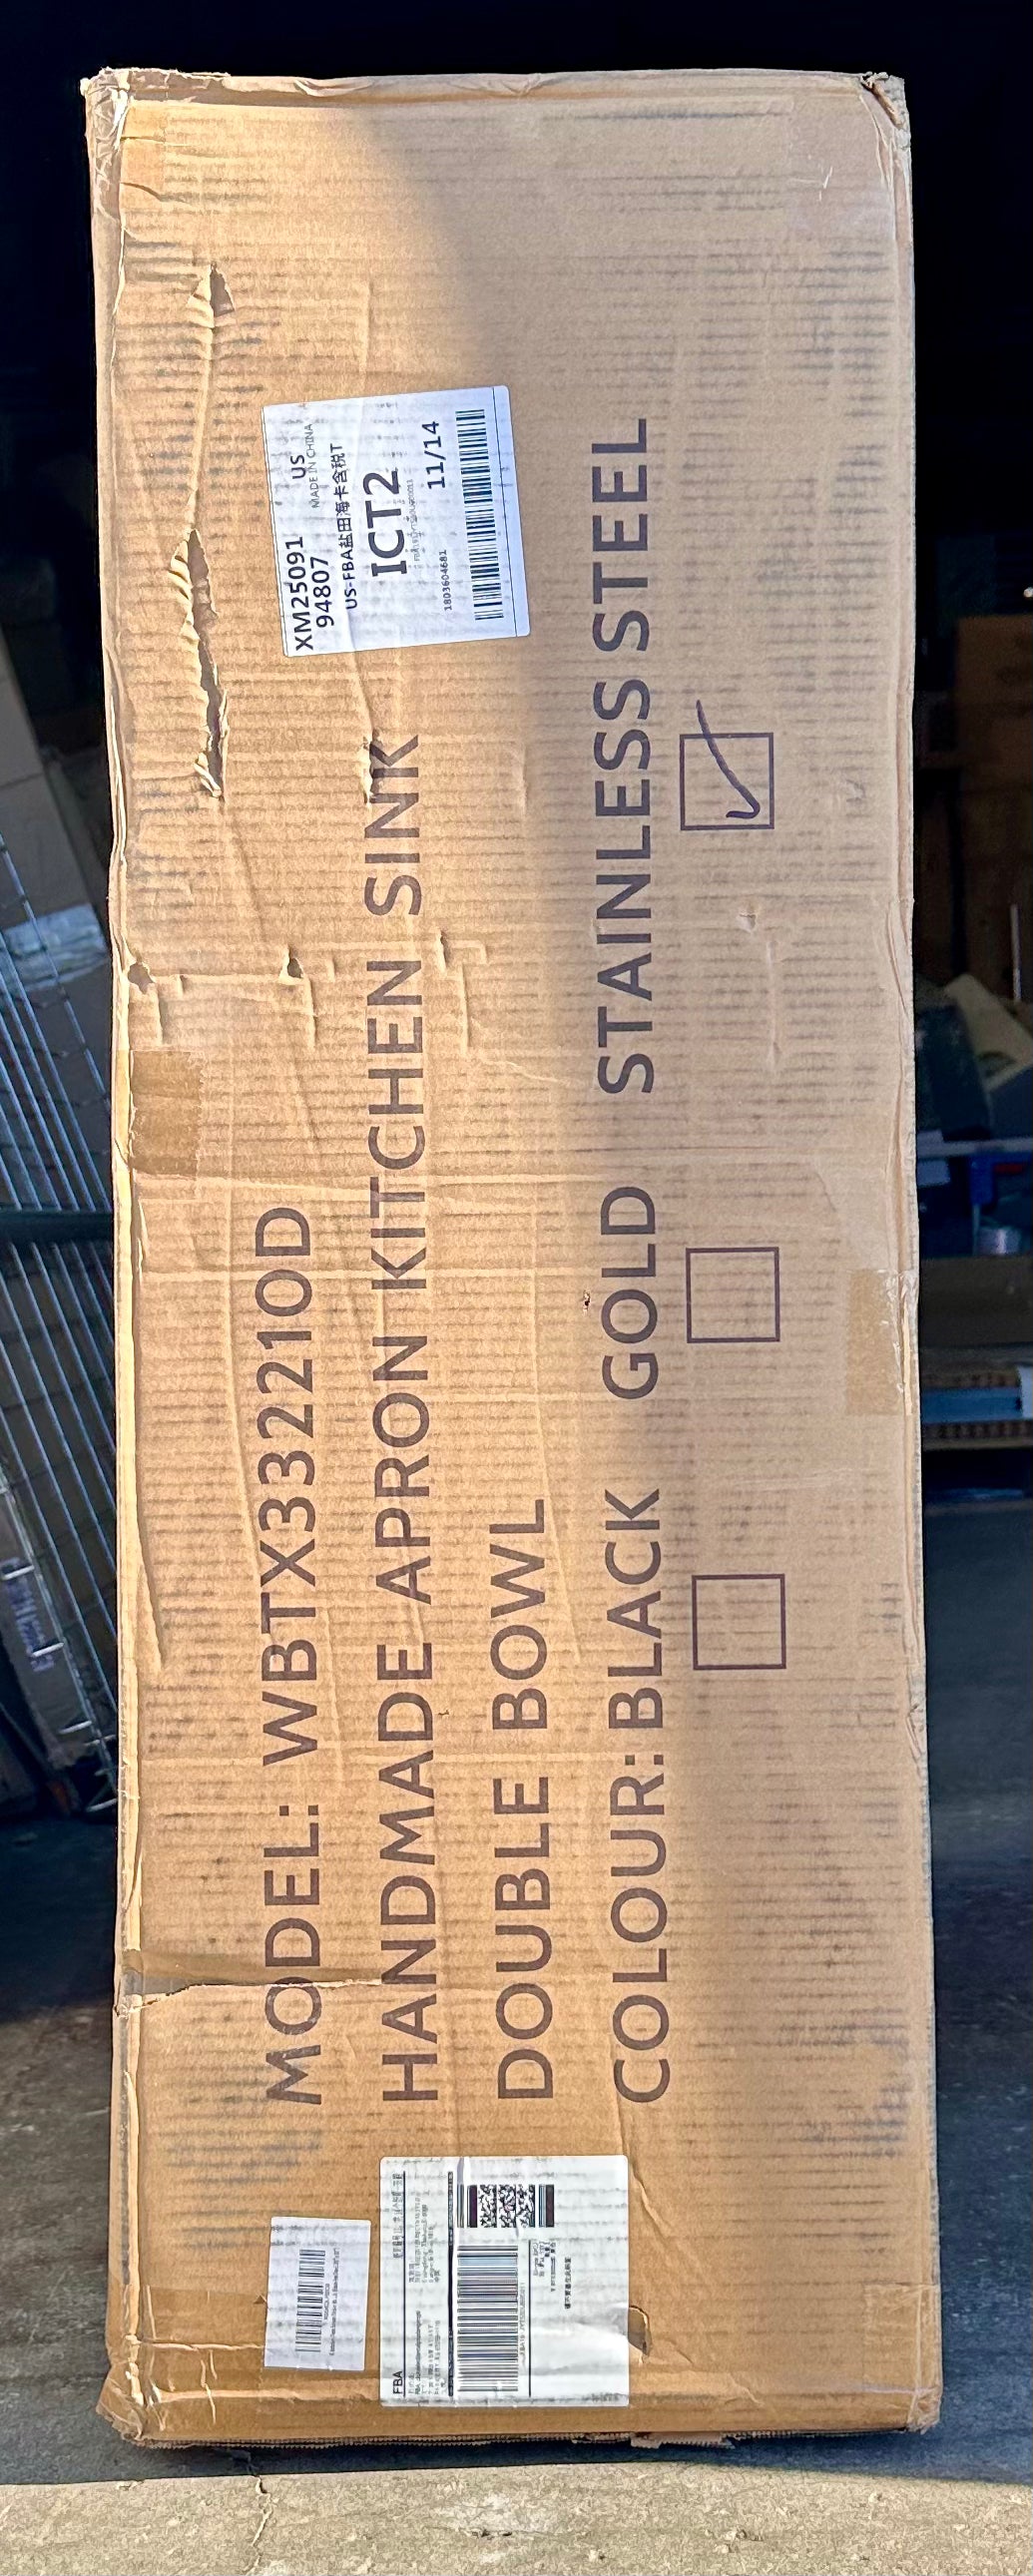 XM25091 US
94807 MADE IN CHINA
US-FBA盐田海卡含税T
ICT2
11/14
1803604681
MODEL: WBTX332210D
HANDMADE APRON KITCHEN SINK
DOUBLE BOWL
COLOUR:BLACK GOLD STAINLESS STEEL
FBA